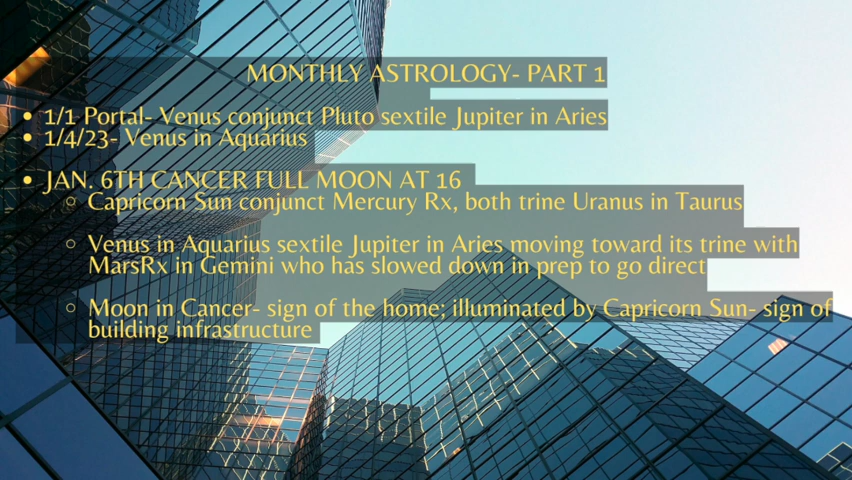 MONTHLY ASTROLOGY- PART 1
• 1/1 Portal- Venus conjunct Pluto sextile Jupiter in Aries
• 1/4/23- Venus in Aquarius
• JAN. 6TH CANCER FULL MOON AT 16
○ Capricorn Sun conjunct Mercury Rx, both trine Uranus in Taurus
○ Venus in Aquarius sextile Jupiter in Aries moving toward its trine with
MarsRx in Gemini who has slowed down in prep to go direct
○ Moon in Cancer- sign of the home; illuminated by Capricorn Sun- sign of
building infrastructure